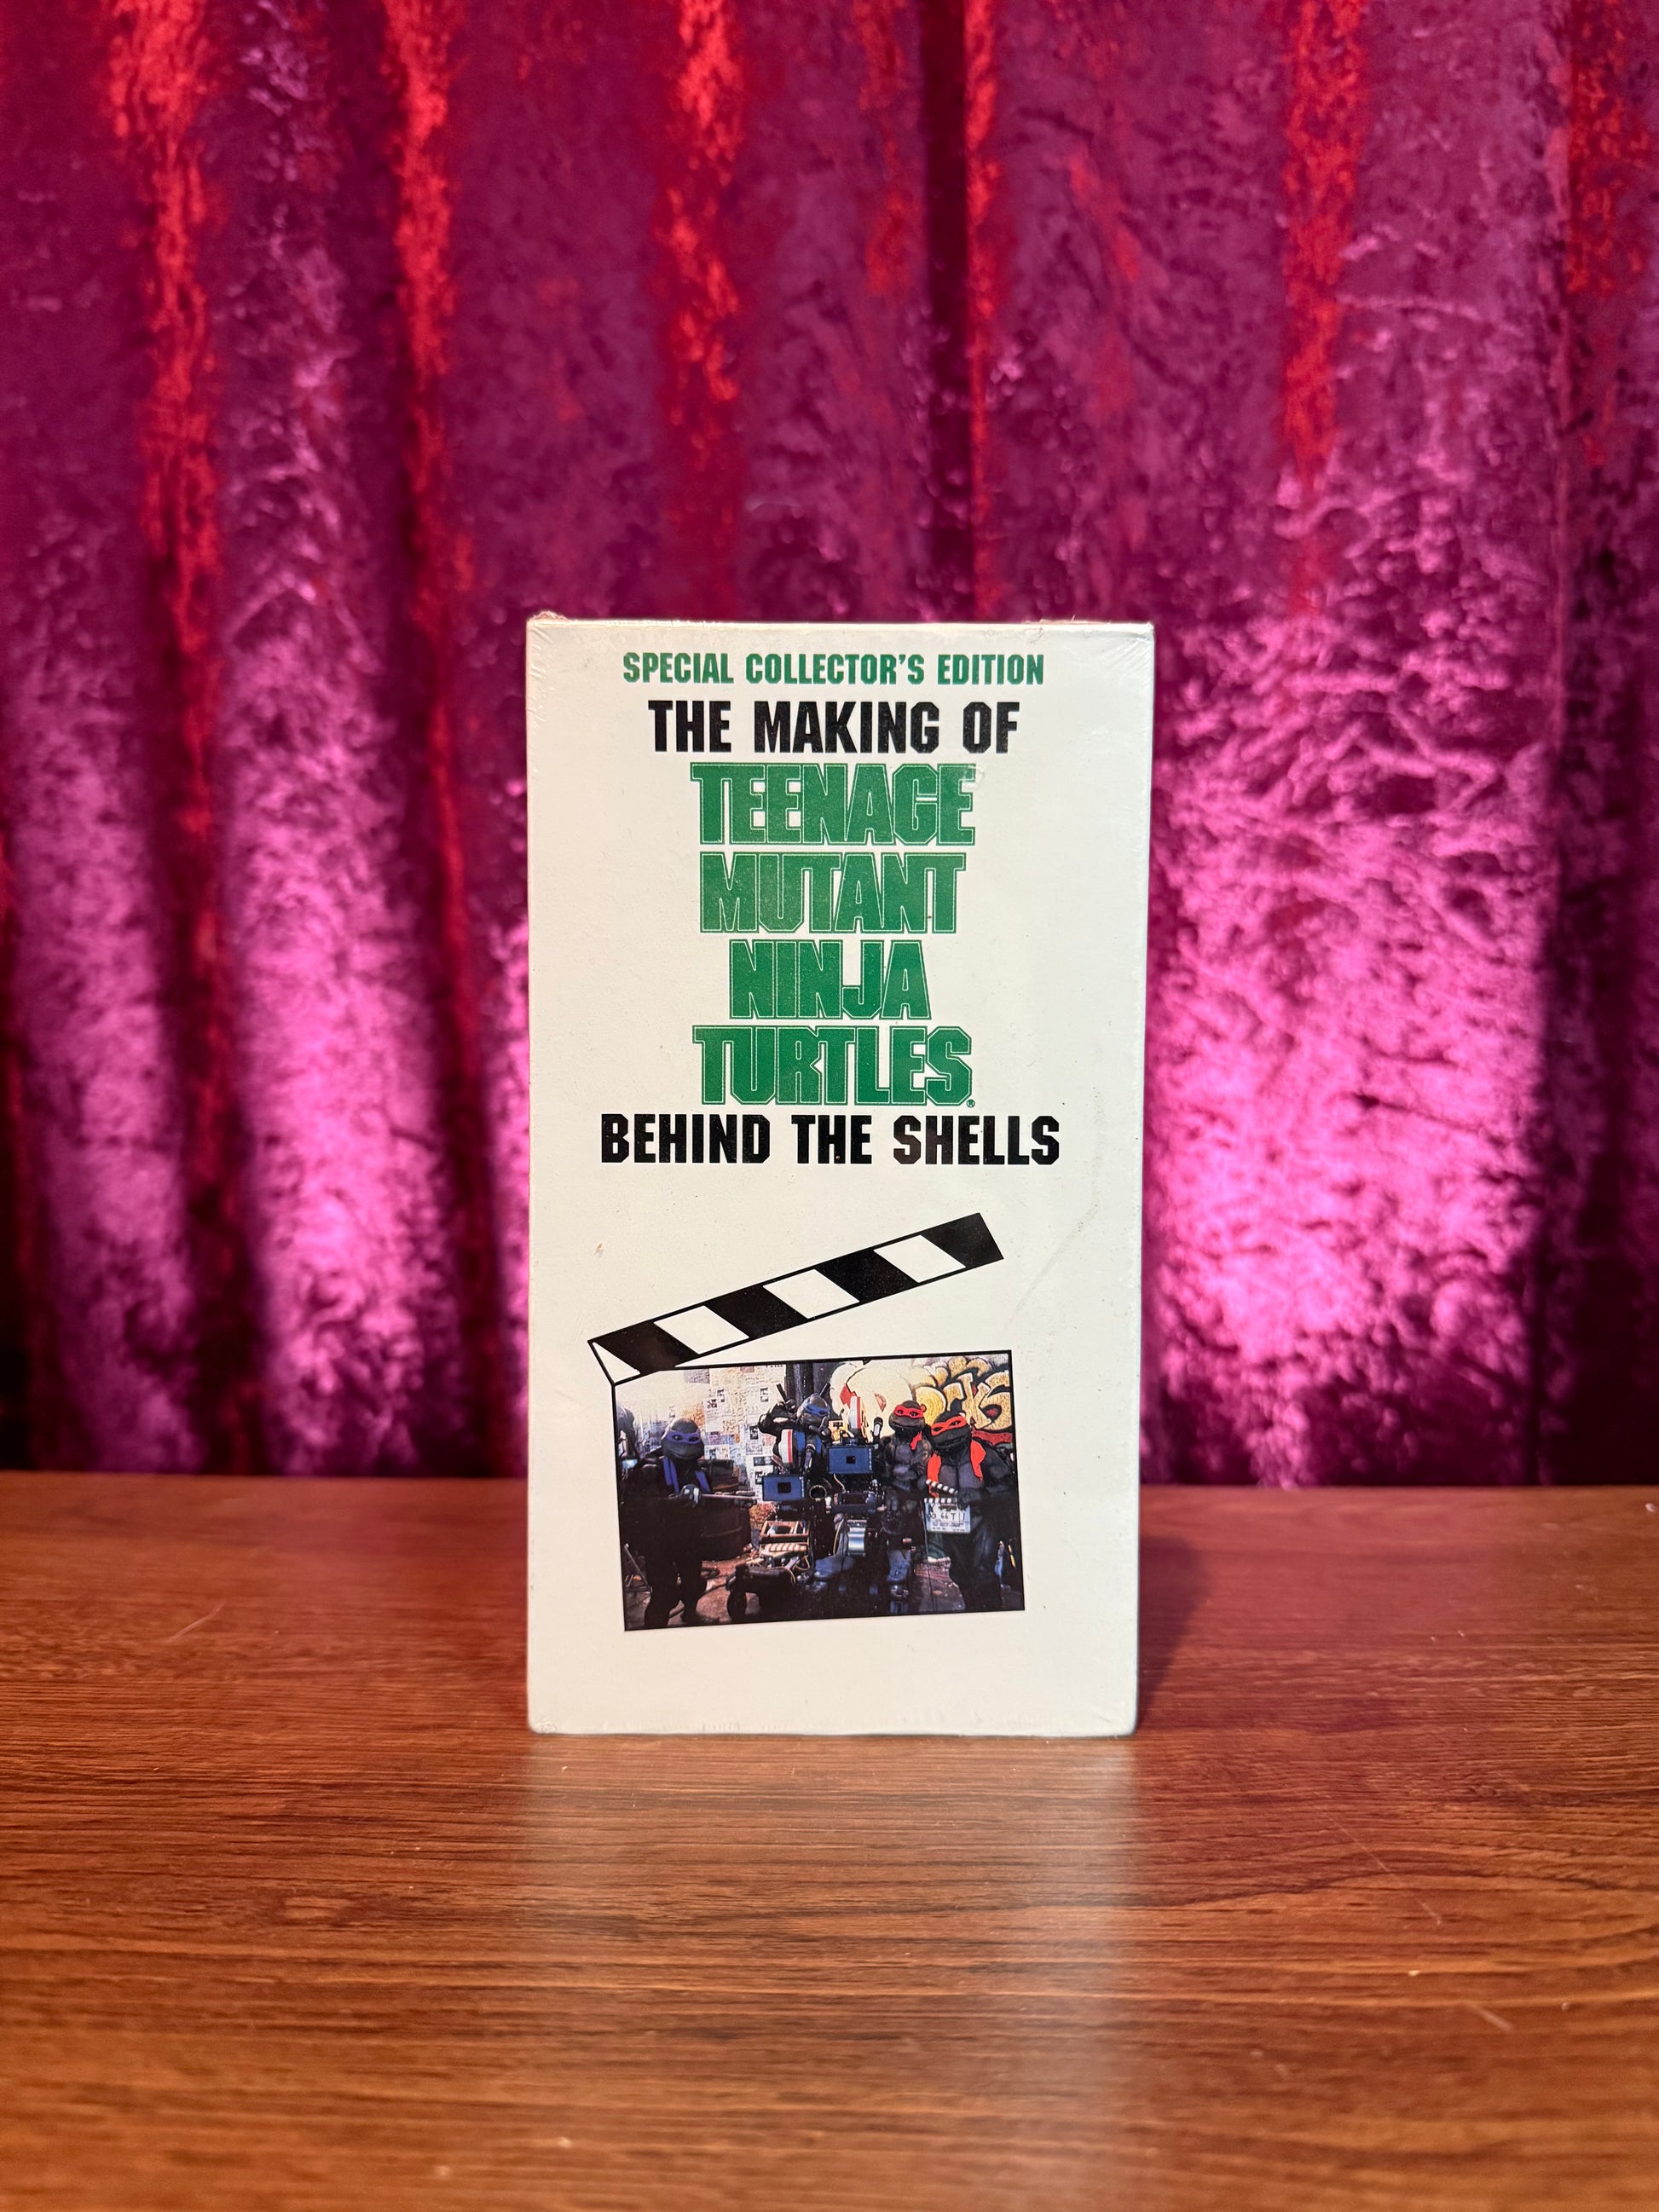 SPECIAL COLLECTOR'S EDITION
THE MAKING OF
TEENAGE
MUTANT
NINJA
TURTLES®
BEHIND THE SHELLS